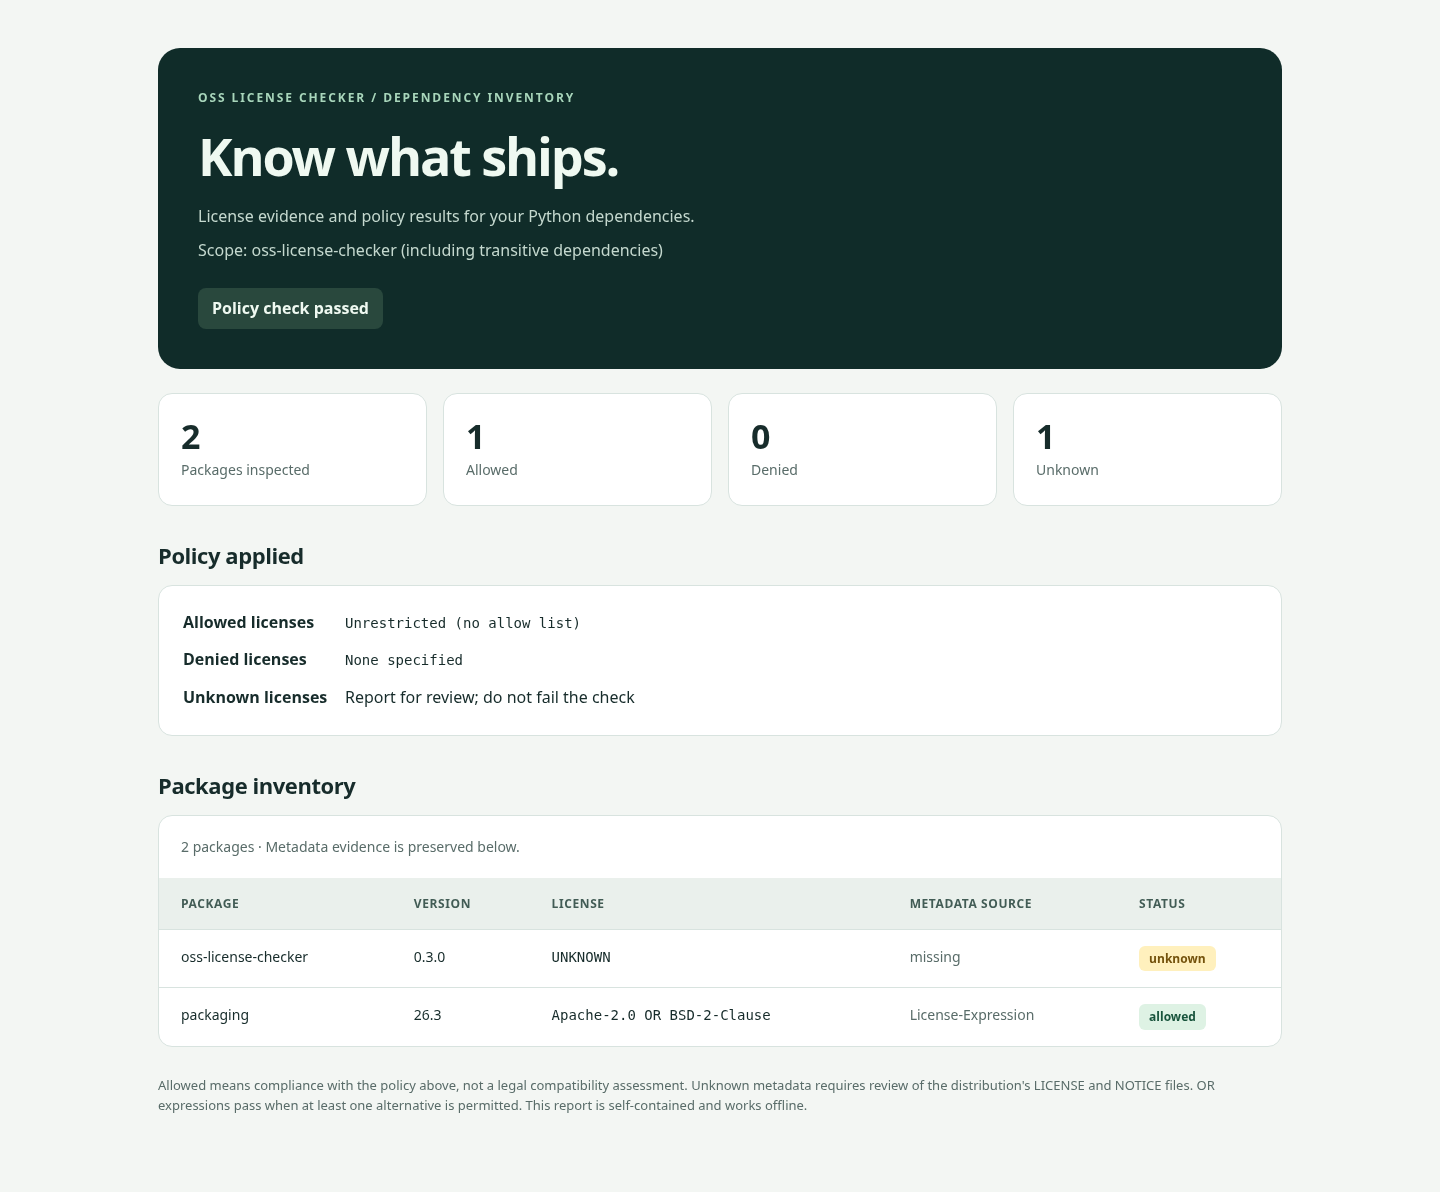 OSS LICENSE CHECKER / DEPENDENCY INVENTORY
Know what ships.
License evidence and policy results for your Python dependencies.
Scope: oss-license-checker (including transitive dependencies)
Policy check passed
2
Packages inspected
1
Allowed
0
Denied
1
Unknown
Policy applied
Allowed licenses Unrestricted (no allow list)
Denied licenses None specified
Unknown licenses Report for review; do not fail the check
Package inventory
2 packages · Metadata evidence is preserved below.
PACKAGE VERSION LICENSE METADATA SOURCE STATUS
oss-license-checker 0.3.0 UNKNOWN missing unknown
packaging 26.3 Apache-2.0 OR BSD-2-Clause License-Expression allowed
Allowed means compliance with the policy above, not a legal compatibility assessment. Unknown metadata requires review of the distribution's LICENSE and NOTICE files. OR
expressions pass when at least one alternative is permitted. This report is self-contained and works offline.